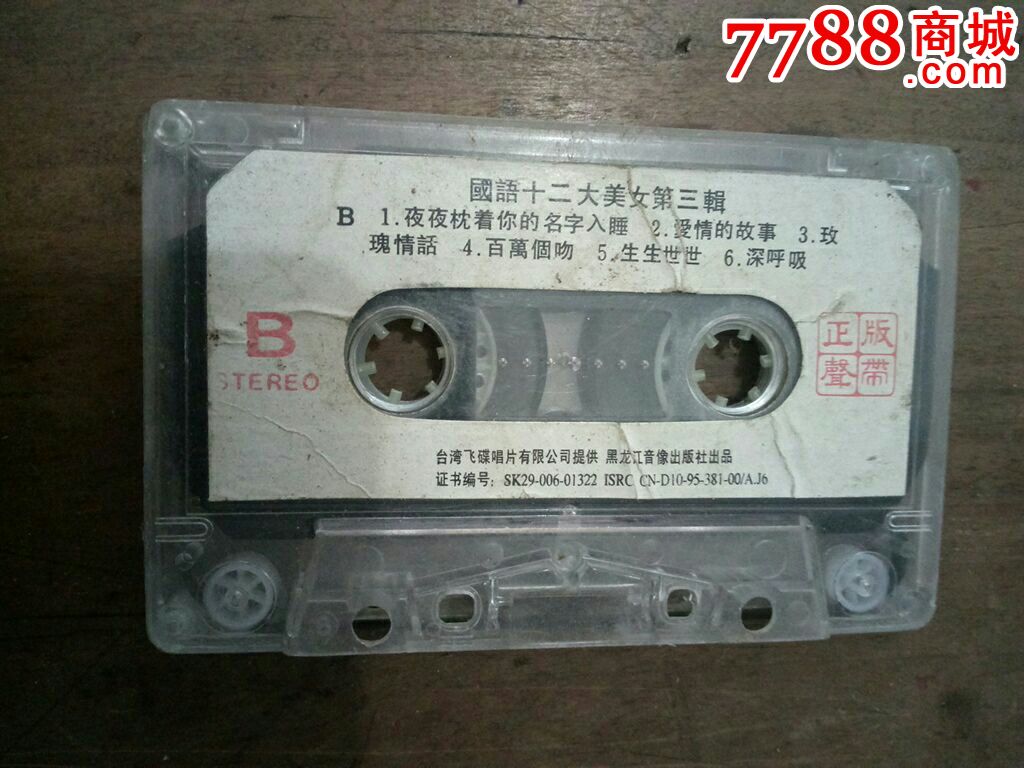 7788商城
.com
國語十二大美女第三輯
B 1.夜夜枕着你的名字入睡 2.愛情的故事 3.玫
瑰情話 4.百萬個吻 5.生生世世 6.深呼吸
B
STEREO
正版
聲帶
台湾飞碟唱片有限公司提供 黑龙江音像出版社出品
证书编号: SK29-006-01322 ISRC CN-D10-95-381-00/A.J6